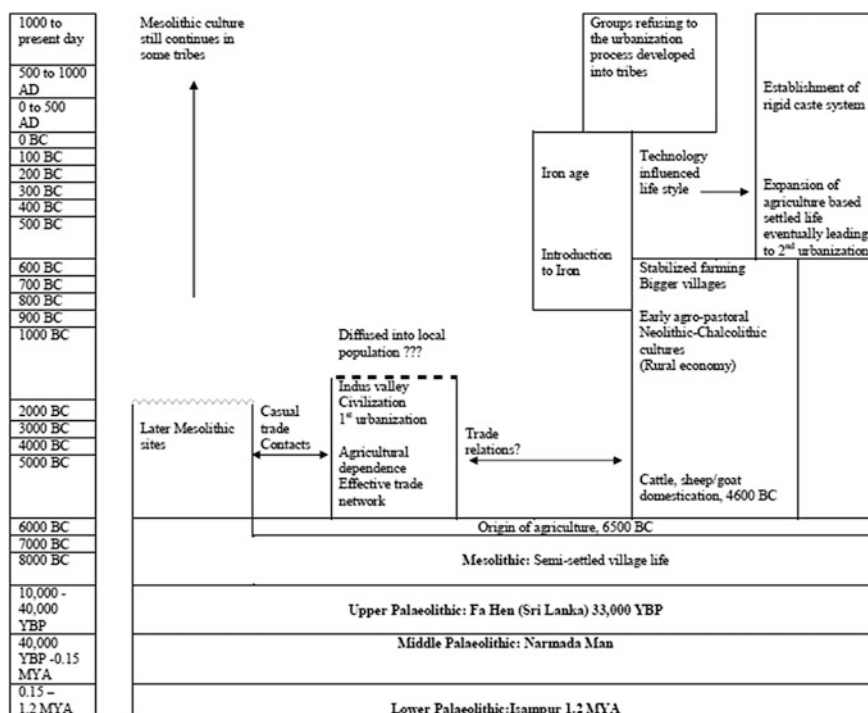 1000 to
present day
500 to 1000
AD
0 to 500
AD
0 BC
100 BC
200 BC
300 BC
400 BC
500 BC
600 BC
700 BC
800 BC
900 BC
1000 BC
2000 BC
3000 BC
4000 BC
5000 BC
6000 BC
7000 BC
8000 BC
10,000 -
40,000
YBP
40,000
YBP -0.15
MYA
0.15 –
1.2 MYA
Mesolithic culture
still continues in
some tribes
Later Mesolithic
sites
Casual
trade
Contacts
Diffused into local
population ???
Indus valley
Civilization
1st urbanization
Agricultural
dependence
Effective trade
network
Trade
relations?
Groups refusing to
the urbanization
process developed
into tribes
Iron age
Introduction
to Iron
Technology
influenced
life style
Establishment of
rigid caste system
Expansion of
agriculture based
settled life
eventually leading
to 2nd urbanization
Stabilized farming
Bigger villages
Early agro-pastoral
Neolithic-Chalcolithic
cultures
(Rural economy)
Cattle, sheep/goat
domestication, 4600 BC
Origin of agriculture, 6500 BC
Mesolithic: Semi-settled village life
Upper Palaeolithic: Fa Hen (Sri Lanka) 33,000 YBP
Middle Palaeolithic: Narmada Man
Lower Palaeolithic:Isampur 1.2 MYA